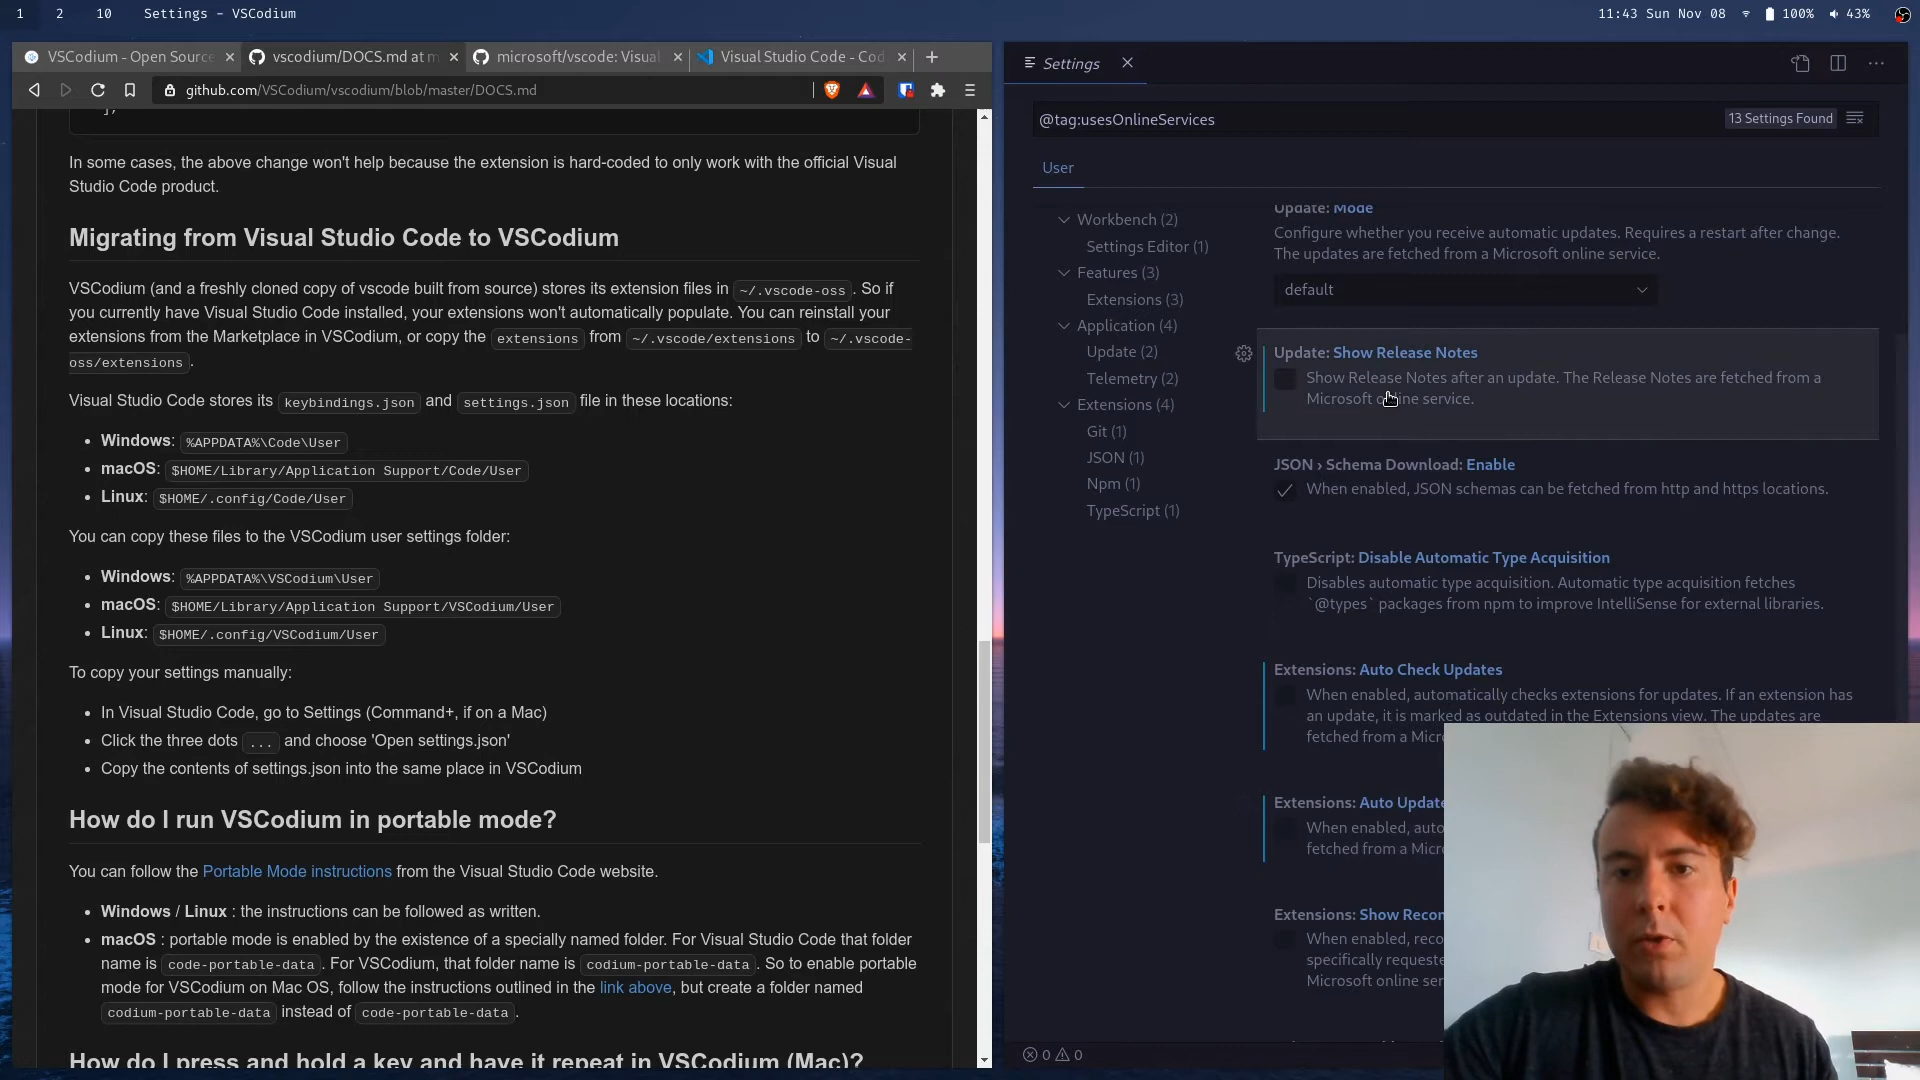 1 2 10 Settings - VSCodium
11:43 Sun Nov 08 100% 43%
VSCodium - Open Source
vscodium/DOCS.md at m
microsoft/vscode: Visual
Visual Studio Code - Cod
github.com/VSCodium/vscodium/blob/master/DOCS.md
In some cases, the above change won't help because the extension is hard-coded to only work with the official Visual
Studio Code product.
Migrating from Visual Studio Code to VSCodium
VSCodium (and a freshly cloned copy of vscode built from source) stores its extension files in ~/.vscode-oss. So if
you currently have Visual Studio Code installed, your extensions won't automatically populate. You can reinstall your
extensions from the Marketplace in VSCodium, or copy the extensions from ~/.vscode/extensions to ~/.vscode-
oss/extensions.
Visual Studio Code stores its keybindings.json and settings.json file in these locations:
• Windows: %APPDATA%\Code\User
• macOS: $HOME/Library/Application Support/Code/User
• Linux: $HOME/.config/Code/User
You can copy these files to the VSCodium user settings folder:
• Windows: %APPDATA%\VSCodium\User
• macOS: $HOME/Library/Application Support/VSCodium/User
• Linux: $HOME/.config/VSCodium/User
To copy your settings manually:
• In Visual Studio Code, go to Settings (Command+, if on a Mac)
• Click the three dots ... and choose 'Open settings.json'
• Copy the contents of settings.json into the same place in VSCodium
How do I run VSCodium in portable mode?
You can follow the Portable Mode instructions from the Visual Studio Code website.
• Windows / Linux : the instructions can be followed as written.
• macOS : portable mode is enabled by the existence of a specially named folder. For Visual Studio Code that folder
name is code-portable-data. For VSCodium, that folder name is codium-portable-data. So to enable portable
mode for VSCodium on Mac OS, follow the instructions outlined in the link above, but create a folder named
codium-portable-data instead of code-portable-data.
How do I press and hold a key and have it repeat in VSCodium (Mac)?
Settings
@tag:usesOnlineServices
13 Settings Found
User
Workbench (2)
Settings Editor (1)
Features (3)
Extensions (3)
Application (4)
Update (2)
Telemetry (2)
Extensions (4)
Git (1)
JSON (1)
Npm (1)
TypeScript (1)
Update: Mode
Configure whether you receive automatic updates. Requires a restart after change.
The updates are fetched from a Microsoft online service.
default
Update: Show Release Notes
Show Release Notes after an update. The Release Notes are fetched from a
Microsoft online service.
JSON › Schema Download: Enable
When enabled, JSON schemas can be fetched from http and https locations.
TypeScript: Disable Automatic Type Acquisition
Disables automatic type acquisition. Automatic type acquisition fetches
`@types` packages from npm to improve IntelliSense for external libraries.
Extensions: Auto Check Updates
When enabled, automatically checks extensions for updates. If an extension has
an update, it is marked as outdated in the Extensions view. The updates are
fetched from a Micr
Extensions: Auto Update
When enabled, auto
fetched from a Micr
Extensions: Show Recom
When enabled, reco
specifically requeste
Microsoft online ser
0 0